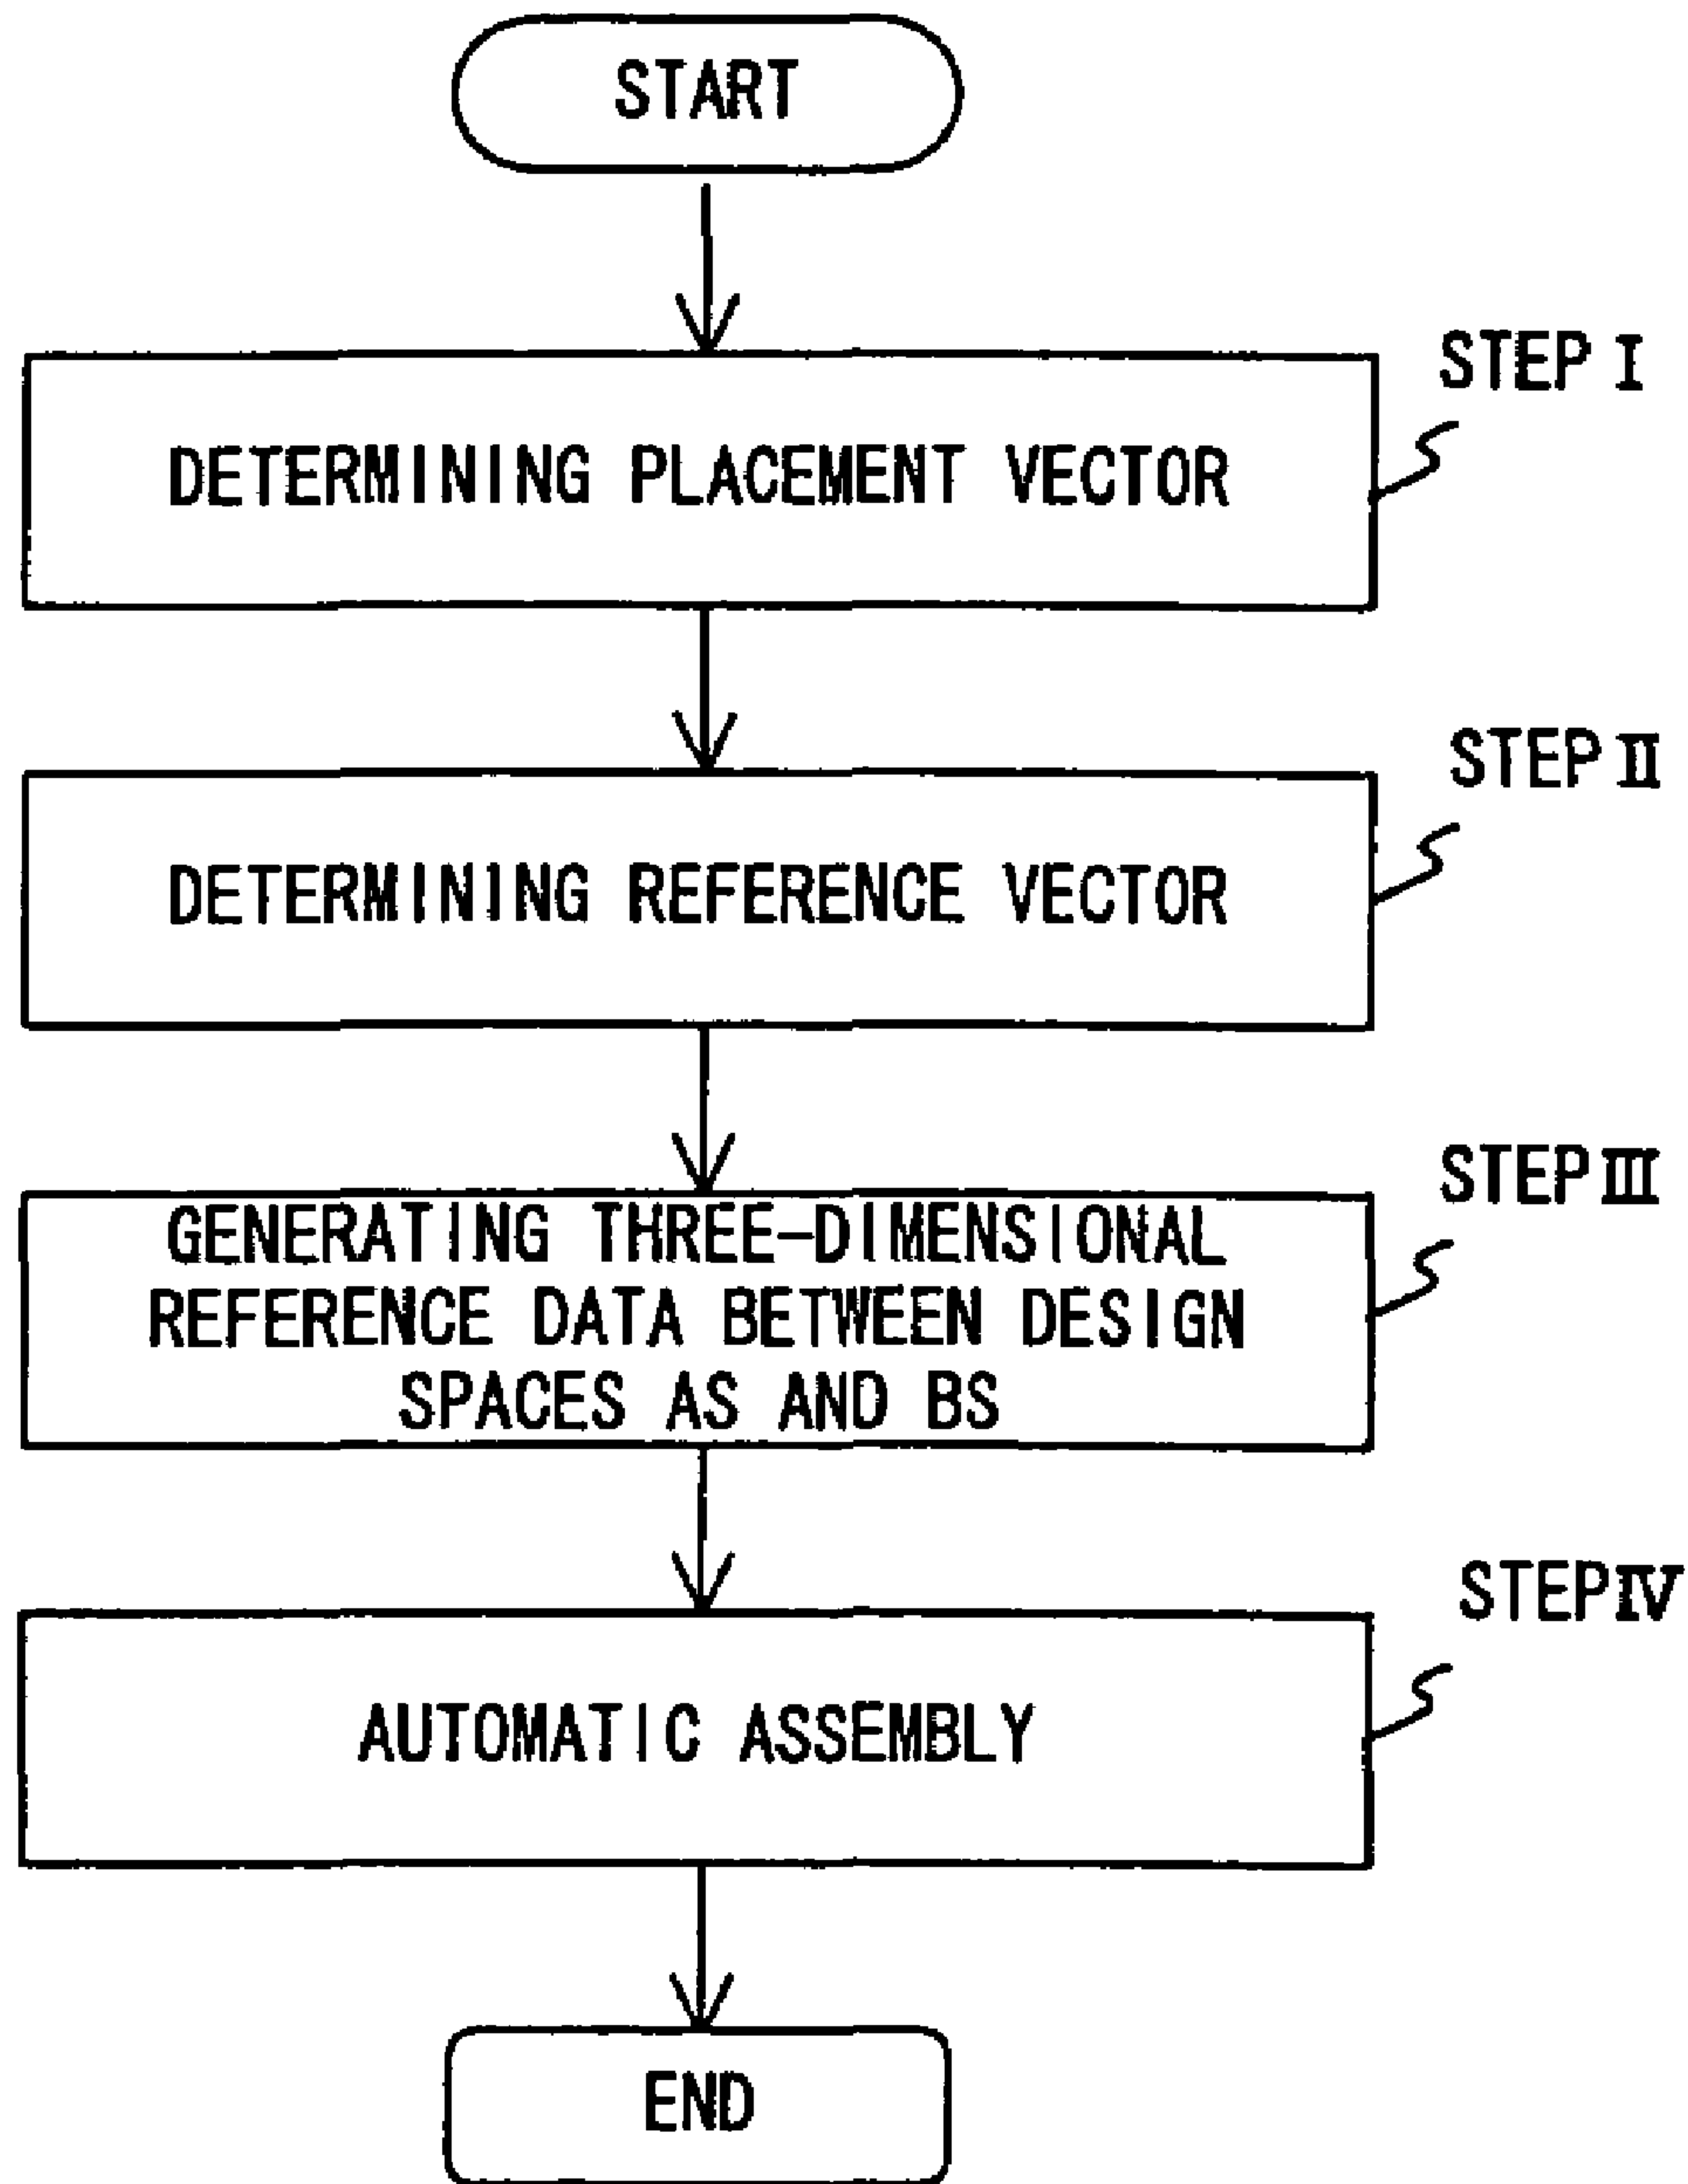 START
STEP I
DETERMINING PLACEMENT VECTOR
STEP II
DETERMINING REFERENCE VECTOR
STEP III
GENERATING THREE-DIMENSIONAL
REFERENCE DATA BETWEEN DESIGN
SPACES AS AND BS
STEP IV
AUTOMATIC ASSEMBLY
END